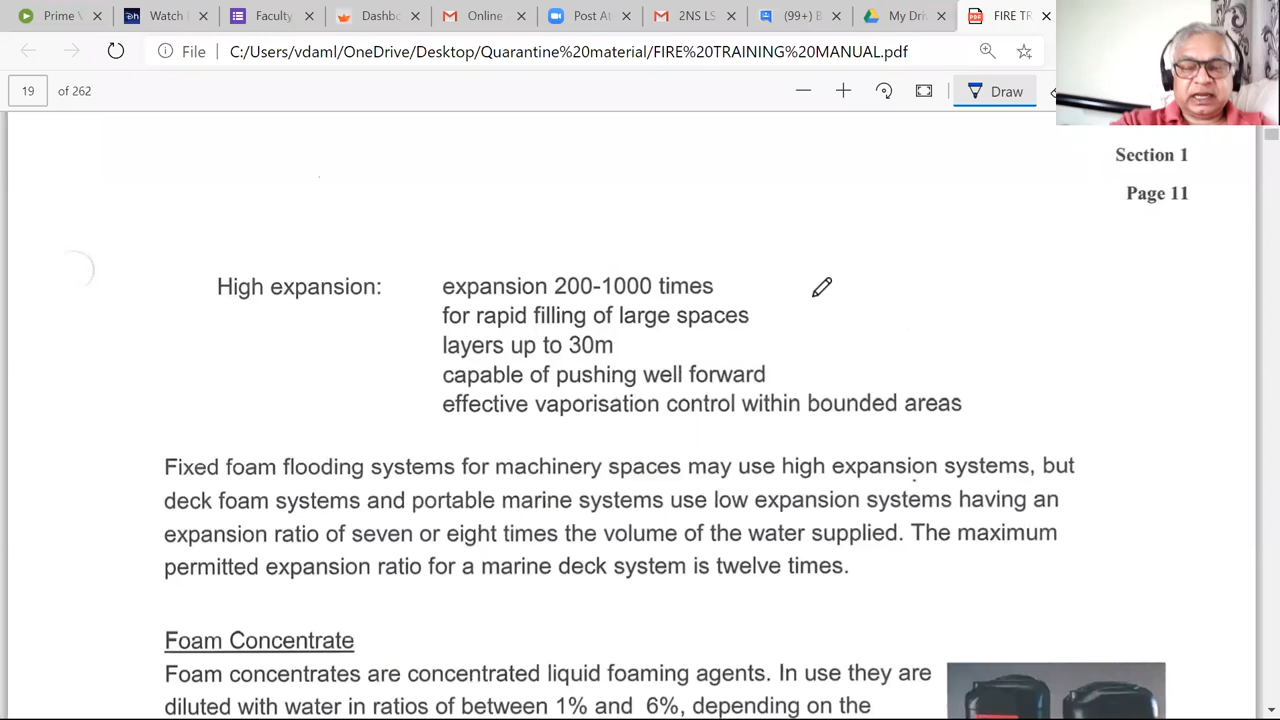 Prime V
Watch
Faculty
Dashbo
Online
Post At
2NS S
(99+) B
My Driv
FIRE TR
File
C:/Users/vdaml/OneDrive/Desktop/Quarantine%20material/FIRE%20TRAINING%20MANUAL.pdf
19 of 262
Draw
Section 1
Page 11
High expansion: expansion 200-1000 times
for rapid filling of large spaces
layers up to 30m
capable of pushing well forward
effective vaporisation control within bounded areas
Fixed foam flooding systems for machinery spaces may use high expansion systems, but
deck foam systems and portable marine systems use low expansion systems having an
expansion ratio of seven or eight times the volume of the water supplied. The maximum
permitted expansion ratio for a marine deck system is twelve times.
Foam Concentrate
Foam concentrates are concentrated liquid foaming agents. In use they are
diluted with water in ratios of between 1% and 6%, depending on the